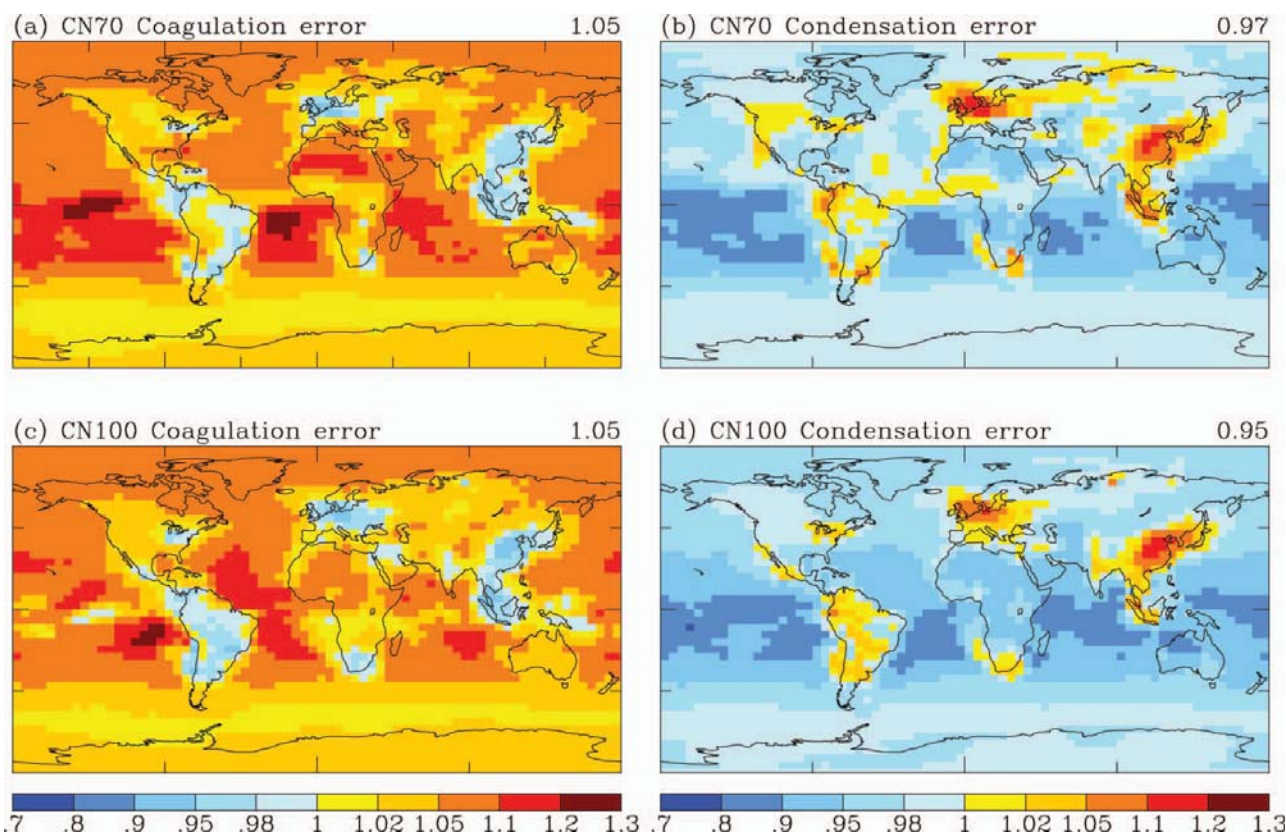 (a) CN70 Coagulation error 1.05
(b) CN70 Condensation error 0.97
(c) CN100 Coagulation error 1.05
(d) CN100 Condensation error 0.95
.7 .8 .9 .95 .98 1 1.02 1.05 1.1 1.2 1.3
.7 .8 .9 .95 .98 1 1.02 1.05 1.1 1.2 1.3